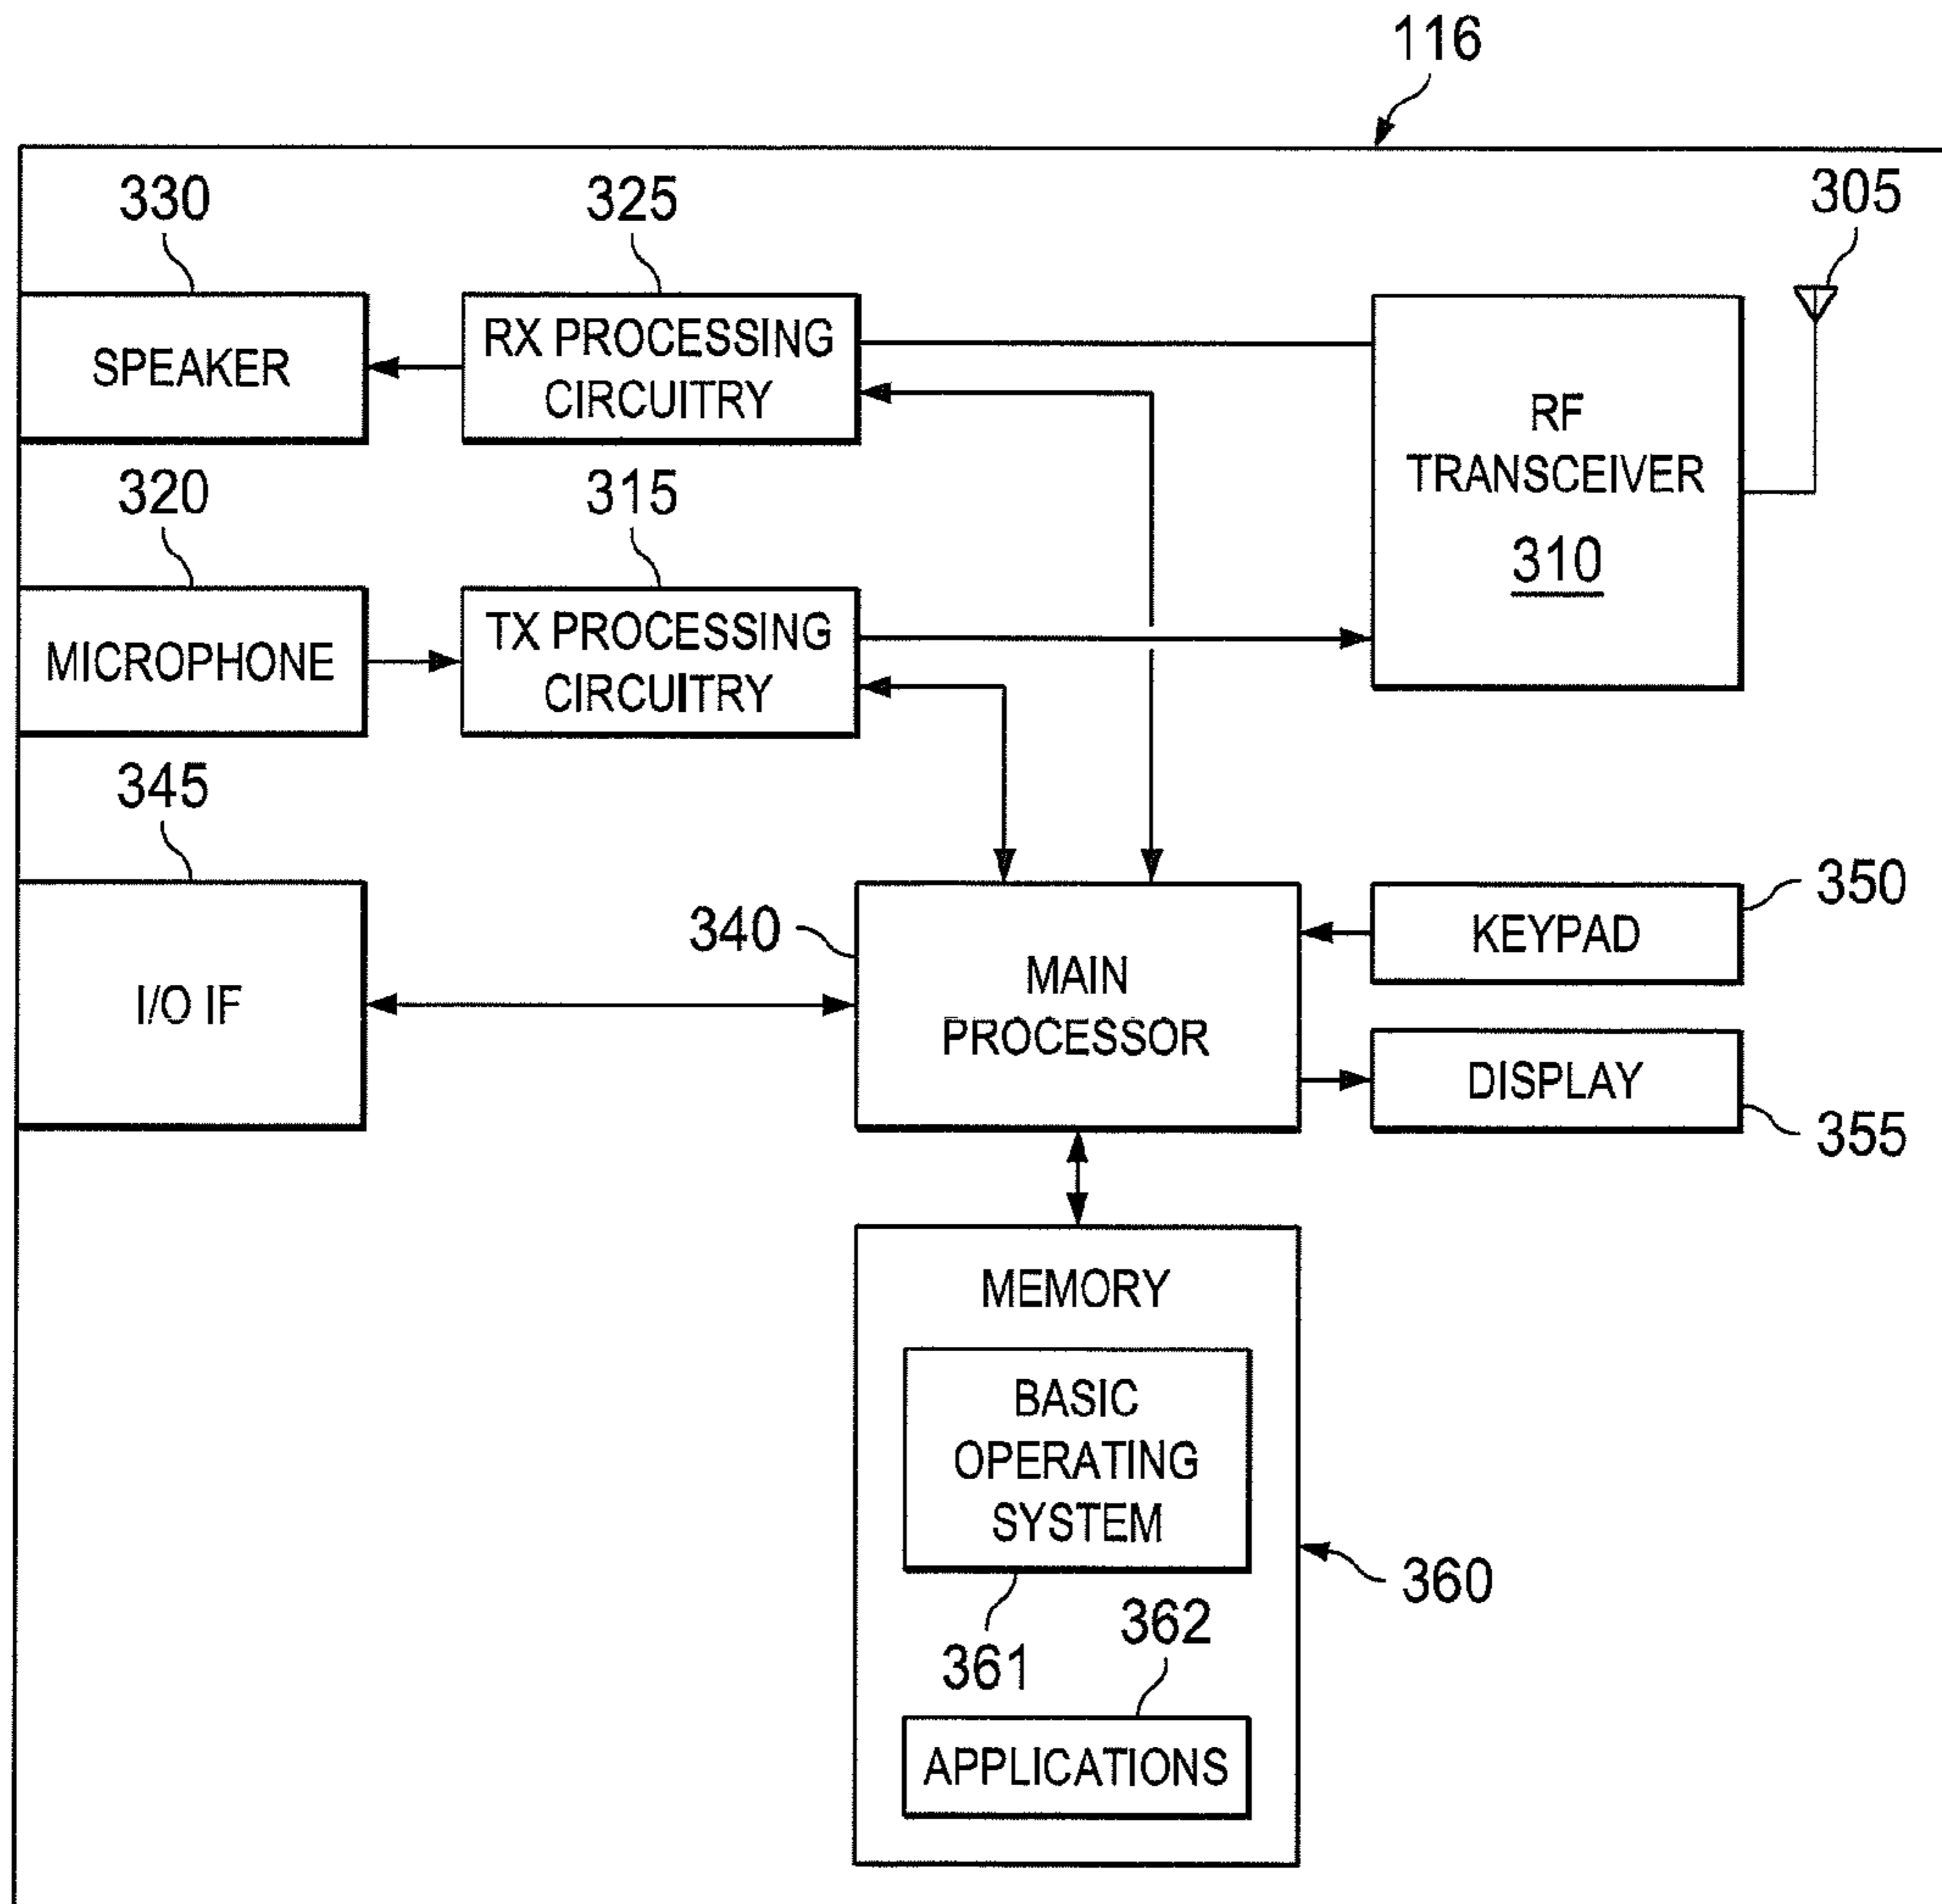 116
330
325
305
SPEAKER
RX PROCESSING
CIRCUITRY
RF
TRANSCEIVER
310
320
315
MICROPHONE
TX PROCESSING
CIRCUITRY
345
I/O IF
340
MAIN
PROCESSOR
350
KEYPAD
DISPLAY
355
MEMORY
BASIC
OPERATING
SYSTEM
360
361
362
APPLICATIONS